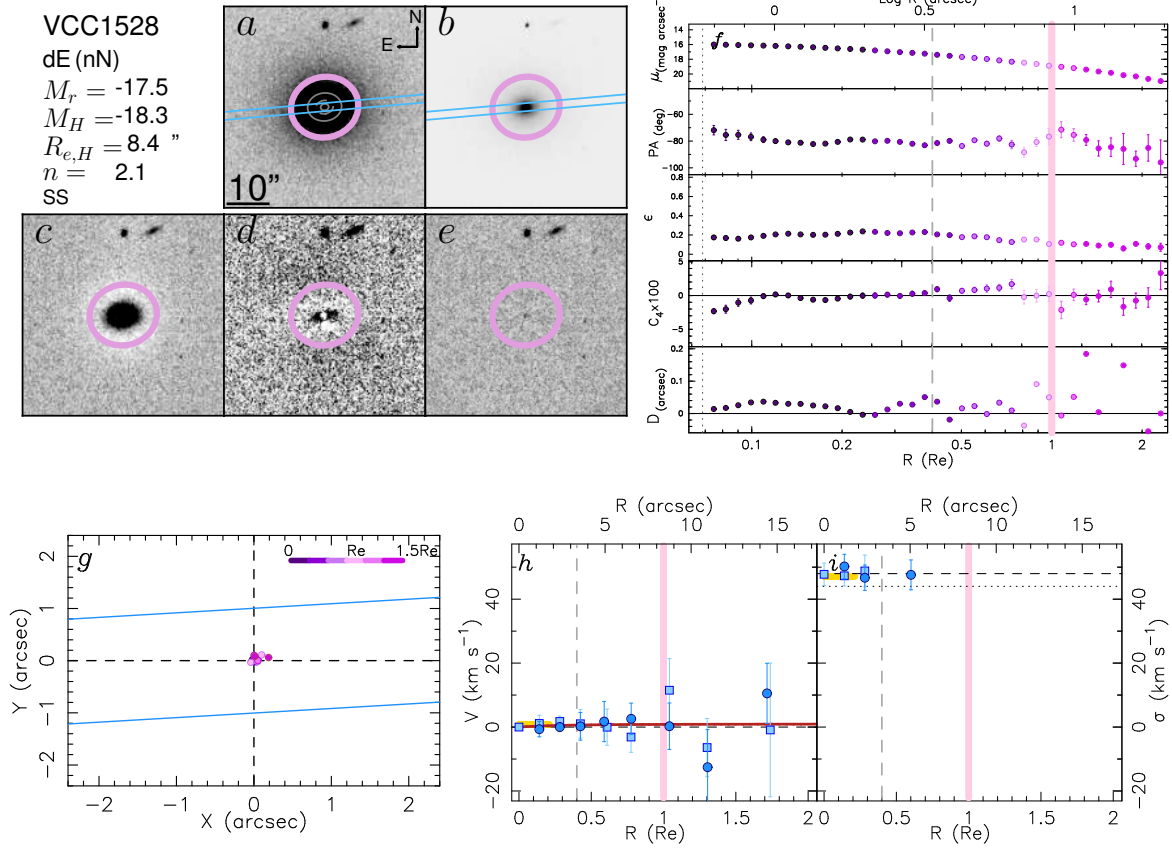 VCC1528
dE (nN)
M_r = -17.5
M_H = -18.3
R_{e,H} = 8.4 "
n = 2.1
SS
a
N
E
10"
b
c
d
e
0 0.5 1
f
μ (mag arcsec⁻
16
18
20
PA (deg)
-60
-80
-100
ε
0.8
0.6
0.4
0.2
0
C₄×100
5
0
-5
D (arcsec)
0.2
0.1
0
0.1 0.2 0.5 1 2
R (Re)
g
0 Re 1.5Re
Y (arcsec)
2
1
0
-1
-2
-2 -1 0 1 2
X (arcsec)
R (arcsec) R (arcsec)
0 5 10 15 0 5 10 15
h
i
V (km s⁻¹)
40
20
0
-20
σ (km s⁻¹)
40
20
0
-20
0 0.5 1 1.5 2 0 0.5 1 1.5 2
R (Re) R (Re)